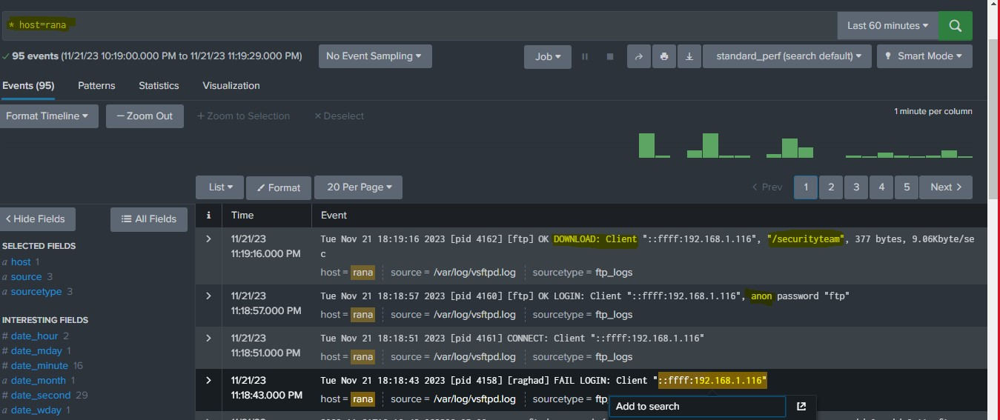 * host=rana
Last 60 minutes
95 events (11/21/23 10:19:00.000 PM to 11/21/23 11:19:29.000 PM)
No Event Sampling
Job
standard_perf (search default)
Smart Mode
Events (95)
Patterns
Statistics
Visualization
Format Timeline
— Zoom Out
+ Zoom to Selection
× Deselect
1 minute per column
List
Format
20 Per Page
< Prev
1
2
3
4
5
Next >
< Hide Fields
All Fields
SELECTED FIELDS
a host 1
a source 3
a sourcetype 3
INTERESTING FIELDS
# date_hour 2
# date_mday 1
# date_minute 16
a date_month 1
# date_second 29
a date_wday 1
i
Time
Event
11/21/23
11:19:16.000 PM
Tue Nov 21 18:19:16 2023 [pid 4162] [ftp] OK DOWNLOAD: Client "::ffff:192.168.1.116", "/securityteam", 377 bytes, 9.06Kbyte/se
c
host = rana source = /var/log/vsftpd.log sourcetype = ftp_logs
11/21/23
11:18:57.000 PM
Tue Nov 21 18:18:57 2023 [pid 4160] [ftp] OK LOGIN: Client "::ffff:192.168.1.116", anon password "ftp"
host = rana source = /var/log/vsftpd.log sourcetype = ftp_logs
11/21/23
11:18:51.000 PM
Tue Nov 21 18:18:51 2023 [pid 4161] CONNECT: Client "::ffff:192.168.1.116"
host = rana source = /var/log/vsftpd.log sourcetype = ftp_logs
11/21/23
11:18:43.000 PM
Tue Nov 21 18:18:43 2023 [pid 4158] [raghad] FAIL LOGIN: Client "::ffff:192.168.1.116"
host = rana source = /var/log/vsftpd.log sourcetype = ftp
Add to search